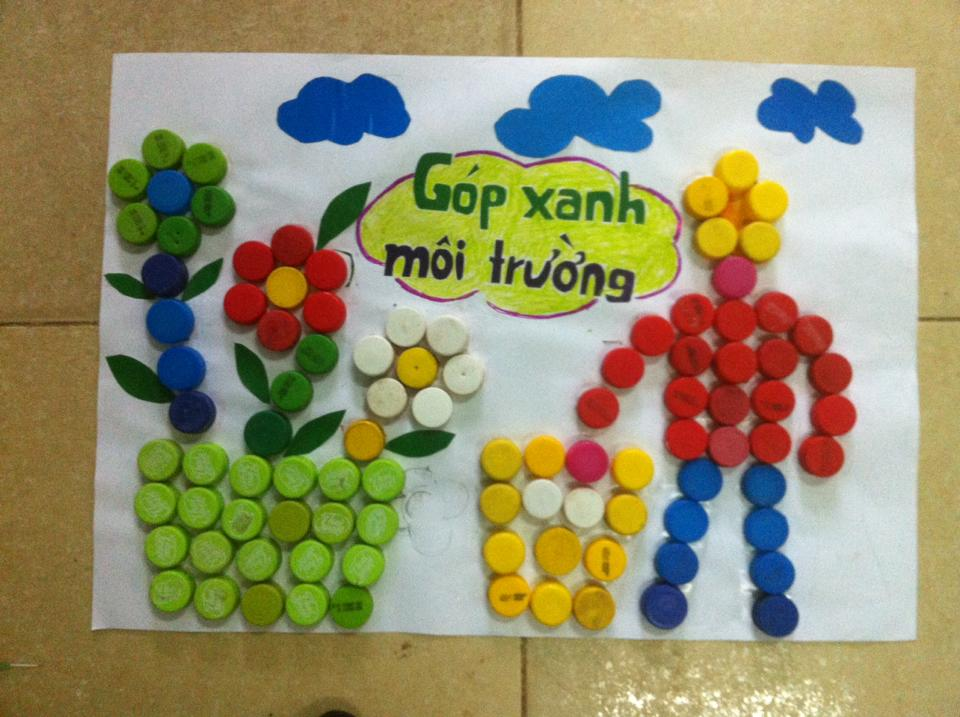 Góp xanh
môi trường